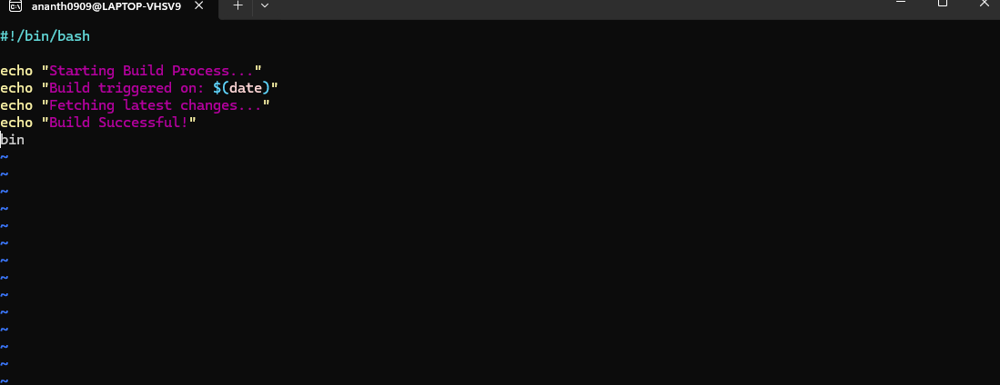 ananth0909@LAPTOP-VHSV9
#!/bin/bash
echo "Starting Build Process..."
echo "Build triggered on: $(date)"
echo "Fetching latest changes..."
echo "Build Successful!"
bin
~
~
~
~
~
~
~
~
~
~
~
~
~
~